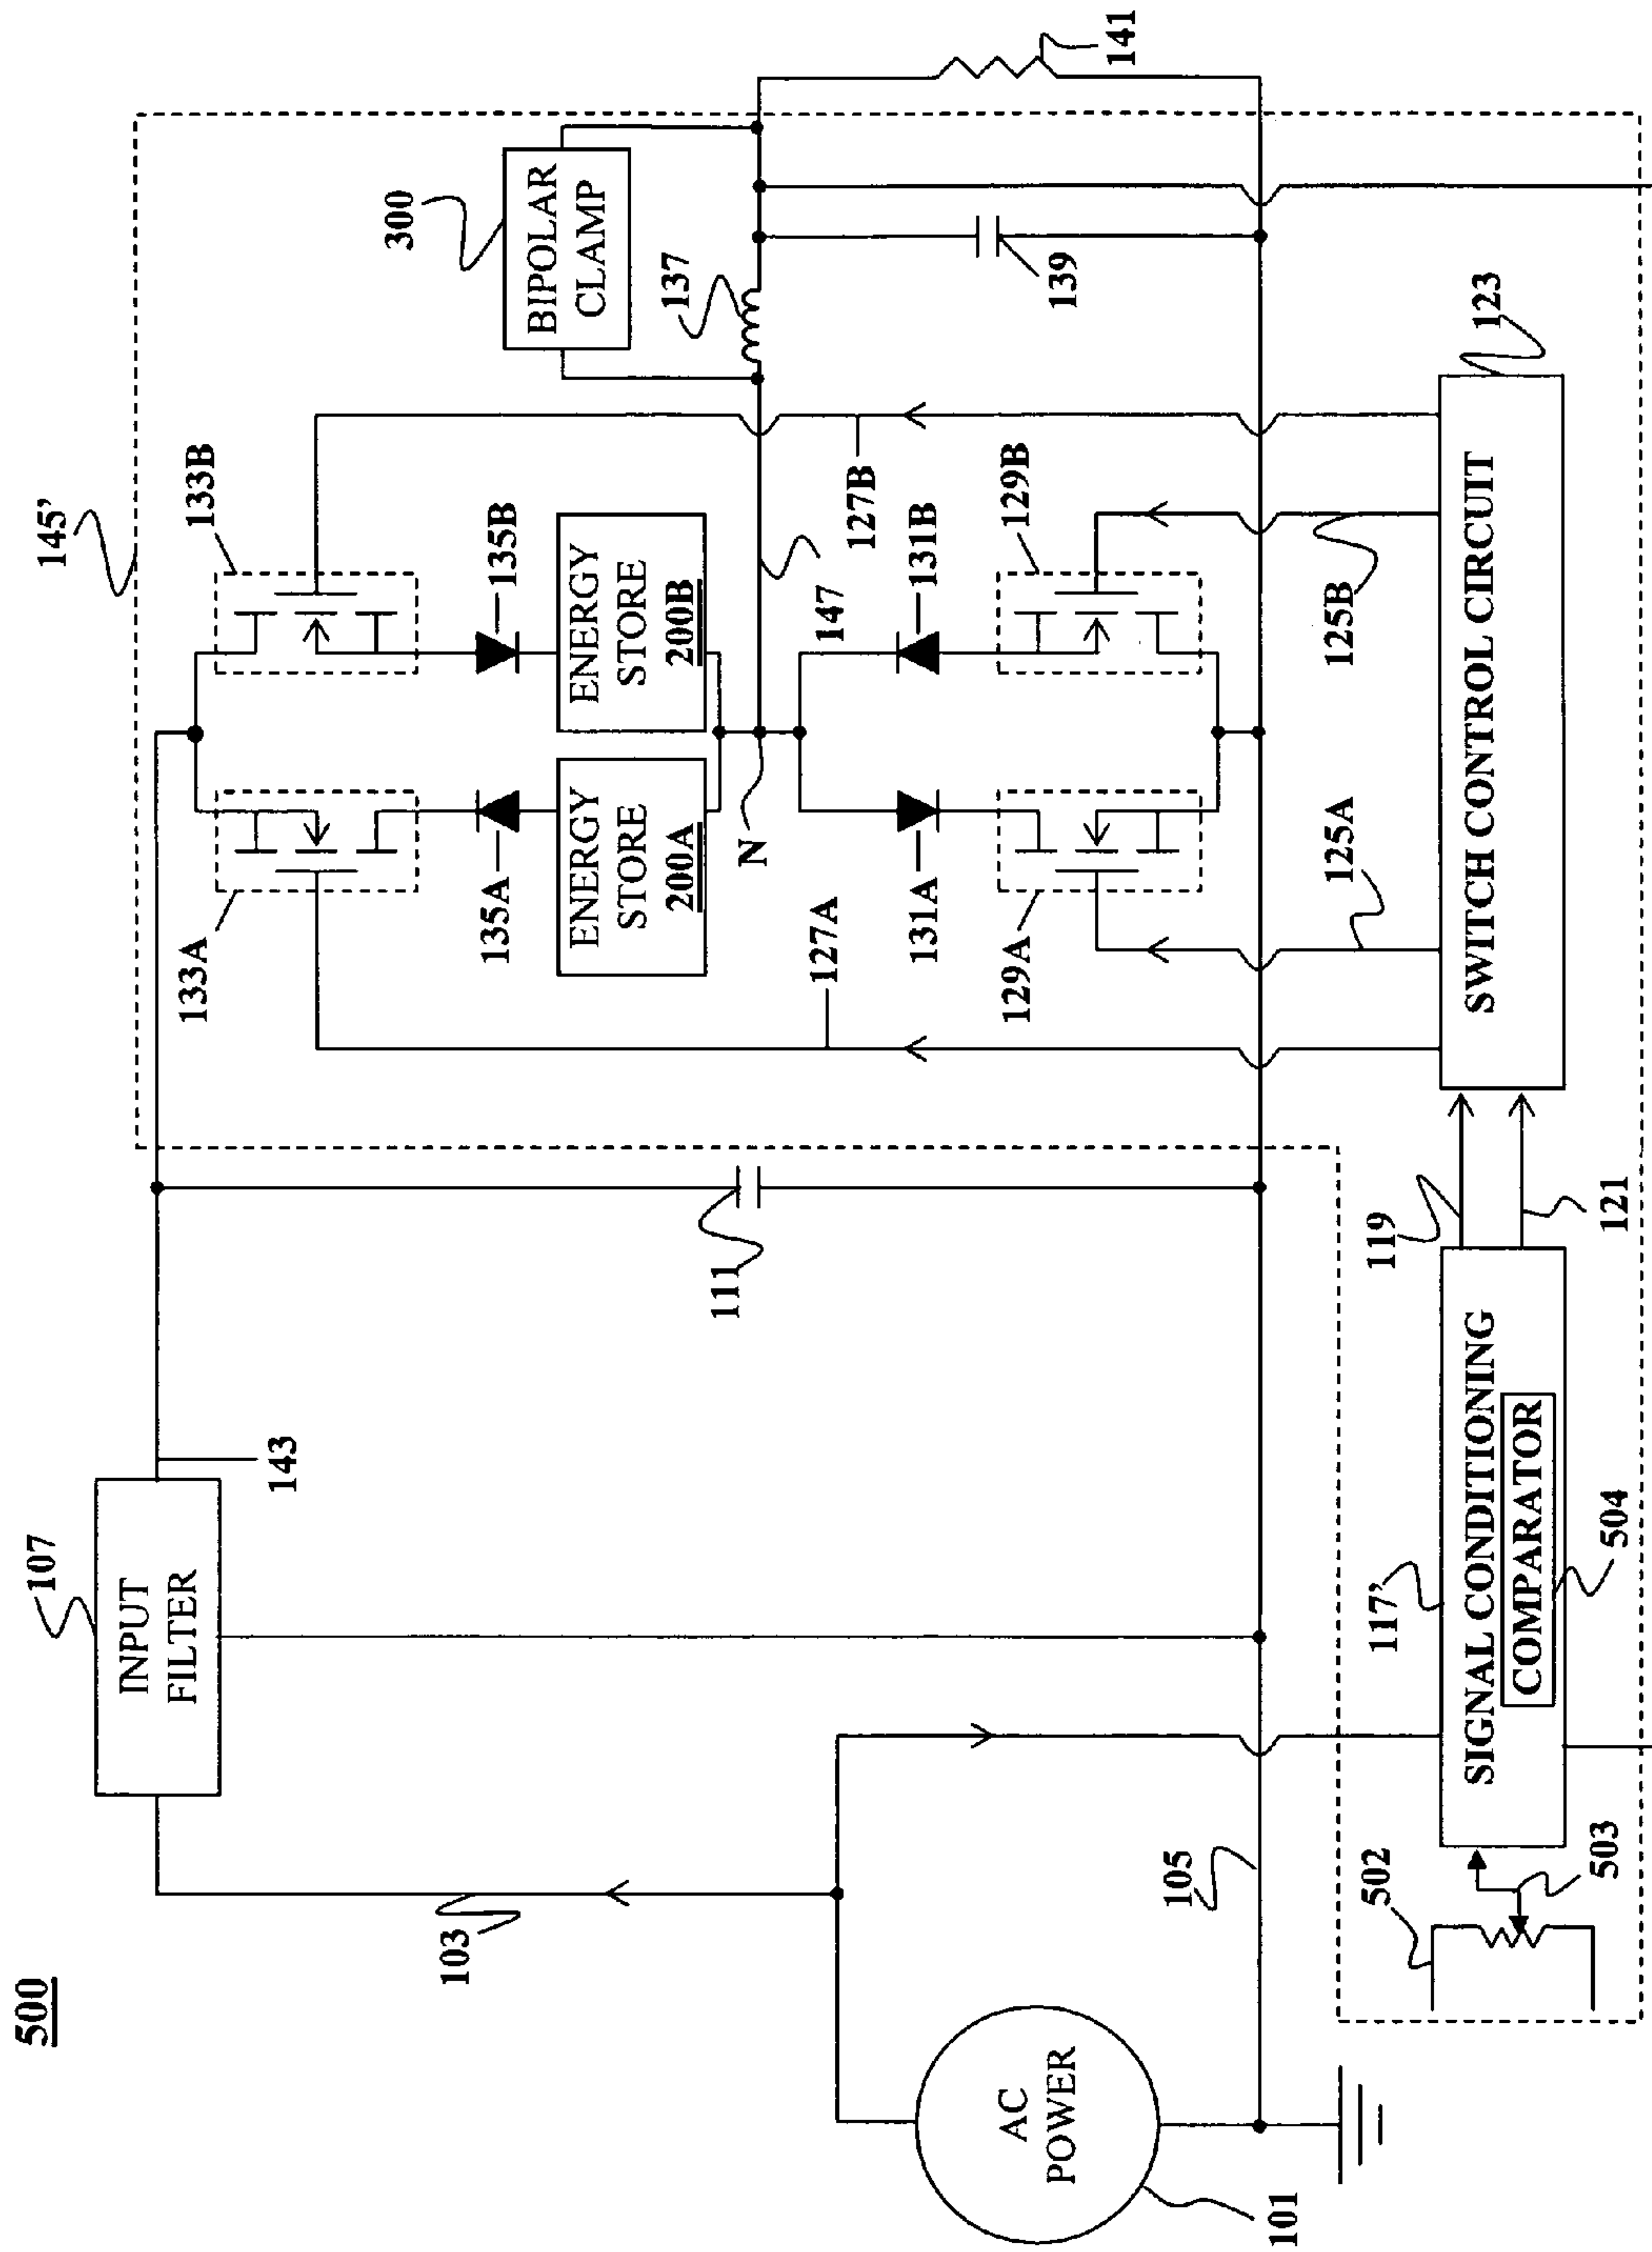 500
107
INPUT
FILTER
143
103
AC
POWER
101
105
111
145’
133A
133B
135A
135B
ENERGY
STORE
200A
ENERGY
STORE
200B
N
147
127A
127B
131A
131B
129A
129B
125A
125B
300
BIPOLAR
CLAMP
137
139
141
123
SWITCH CONTROL CIRCUIT
119
121
117’
SIGNAL CONDITIONING
COMPARATOR
504
502
503